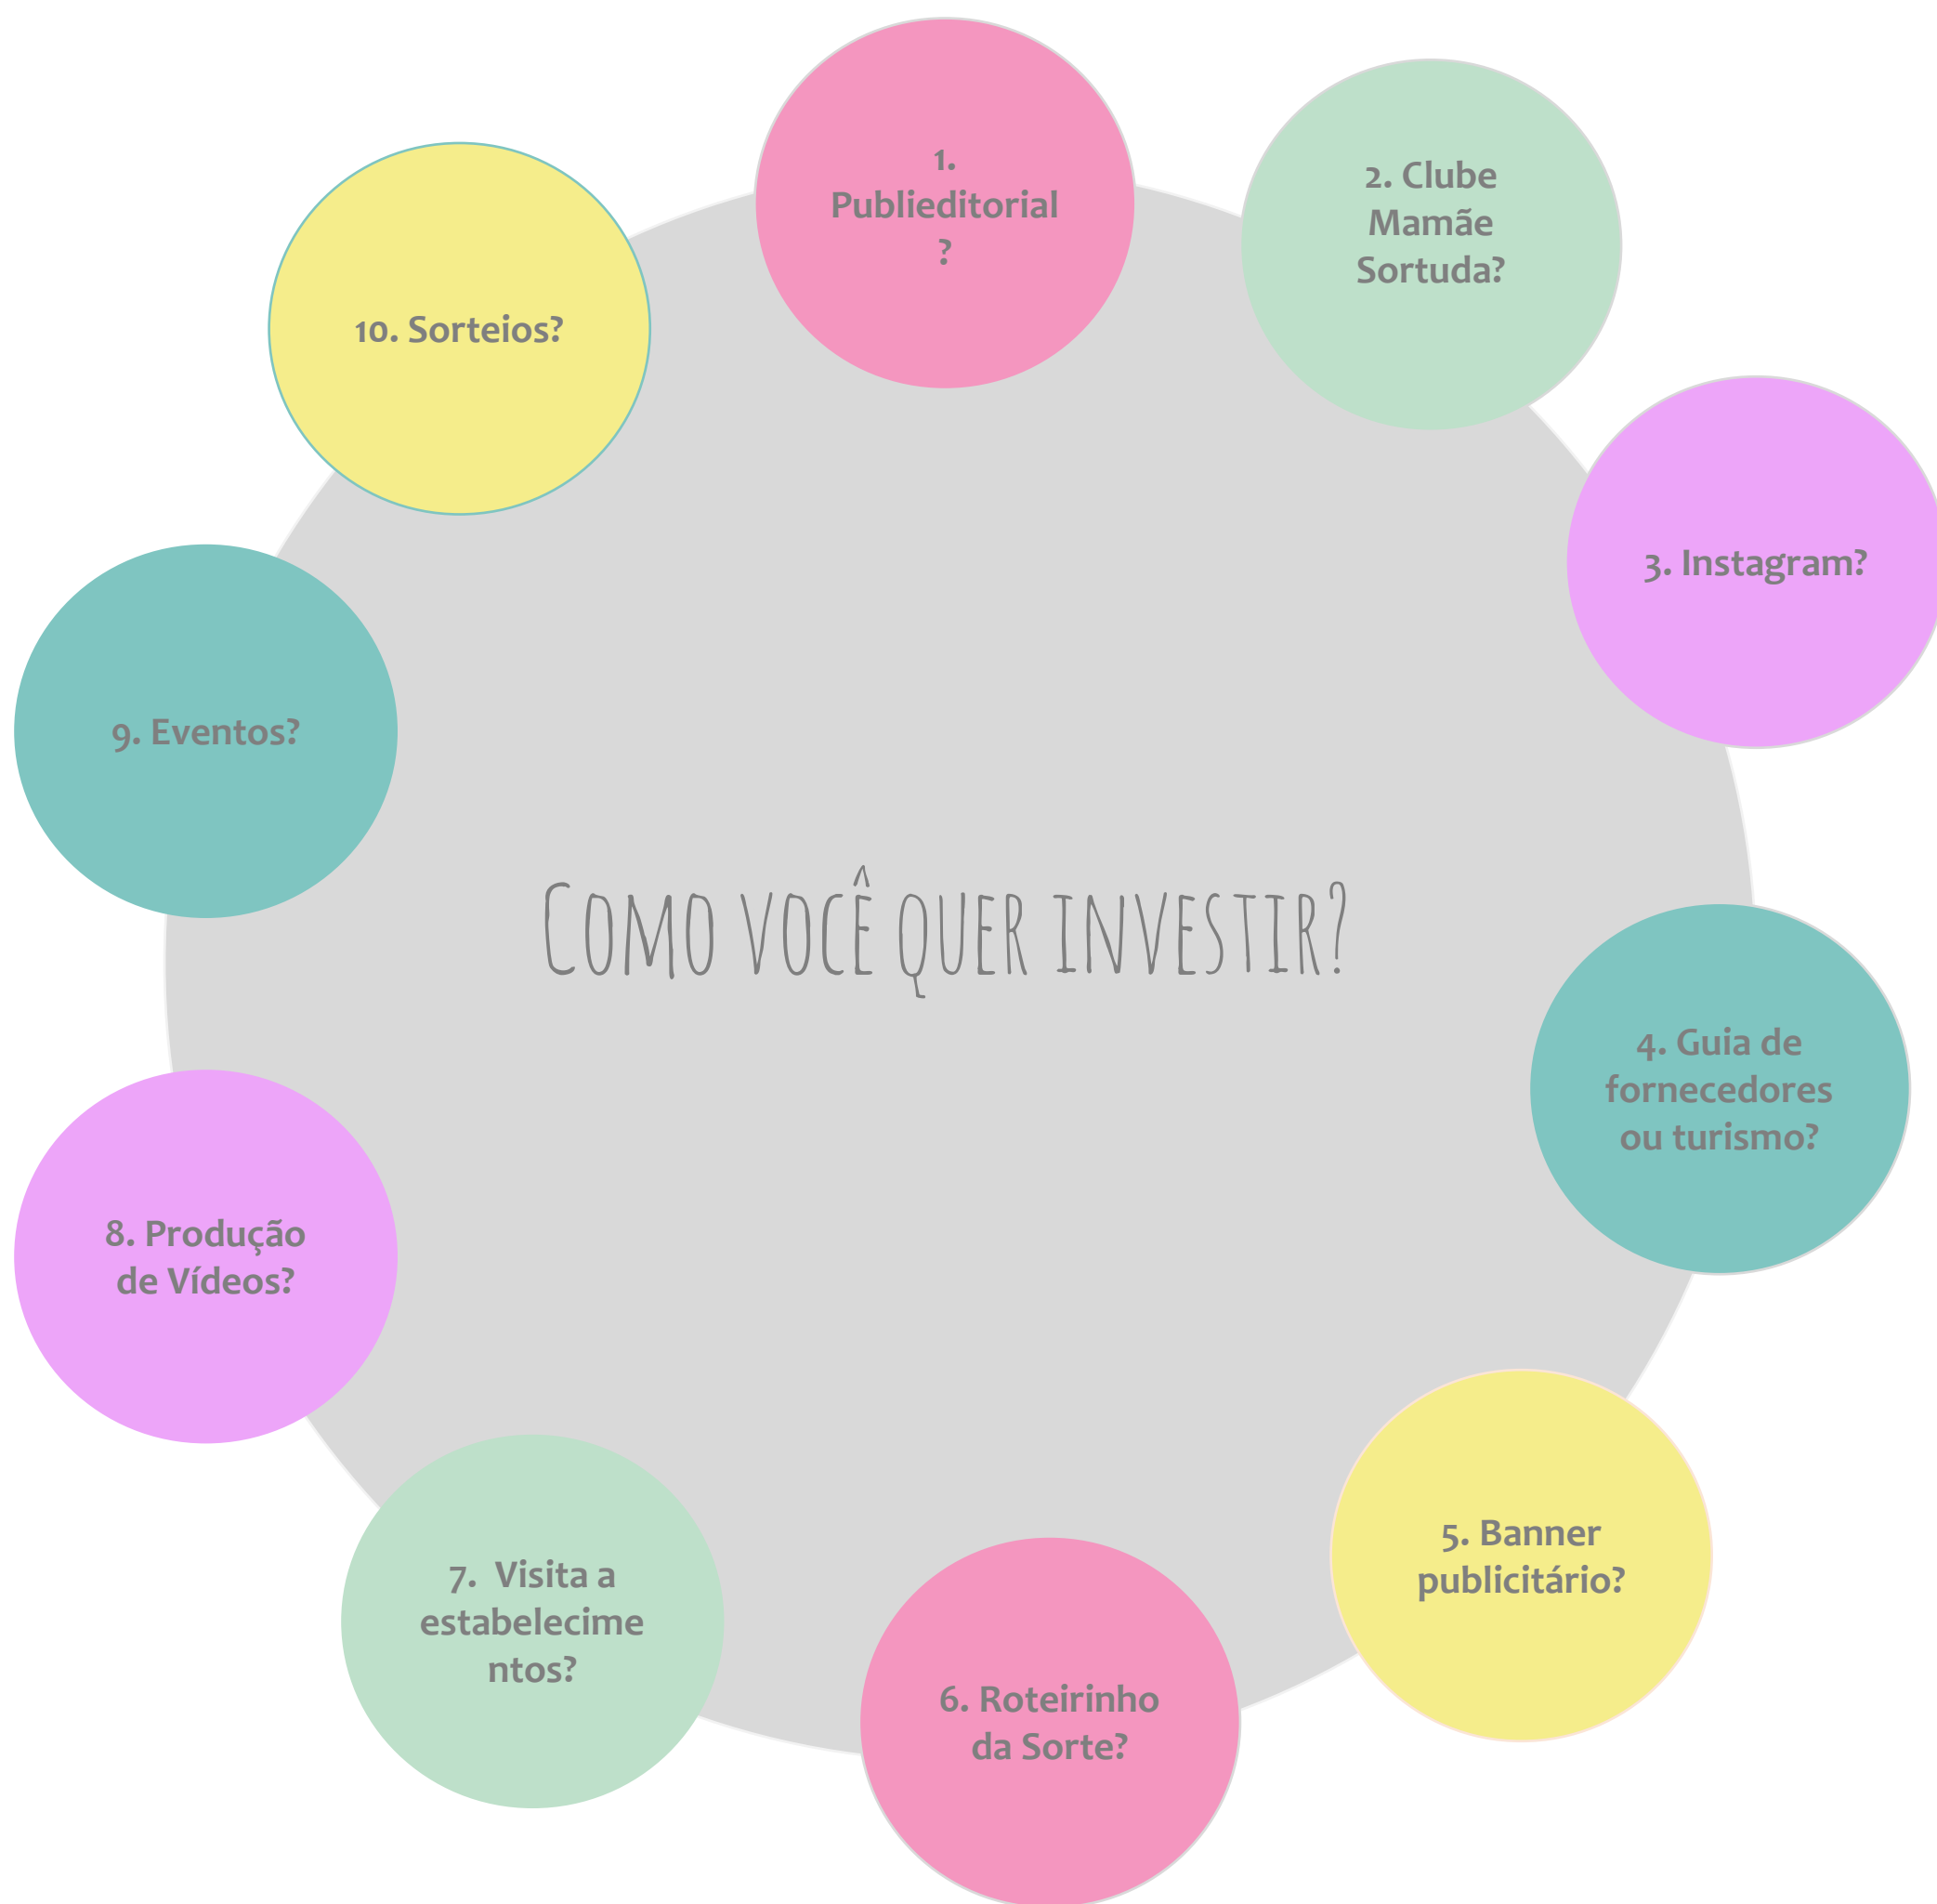 1.
Publieditorial
?
2. Clube
Mamãe
Sortuda?
3. Instagram?
4. Guia de
fornecedores
ou turismo?
5. Banner
publicitário?
6. Roteirinho
da Sorte?
7.  Visita a
estabelecime
ntos?
8. Produção
de Vídeos?
9. Eventos?
10. Sorteios?
Como você quer investir?